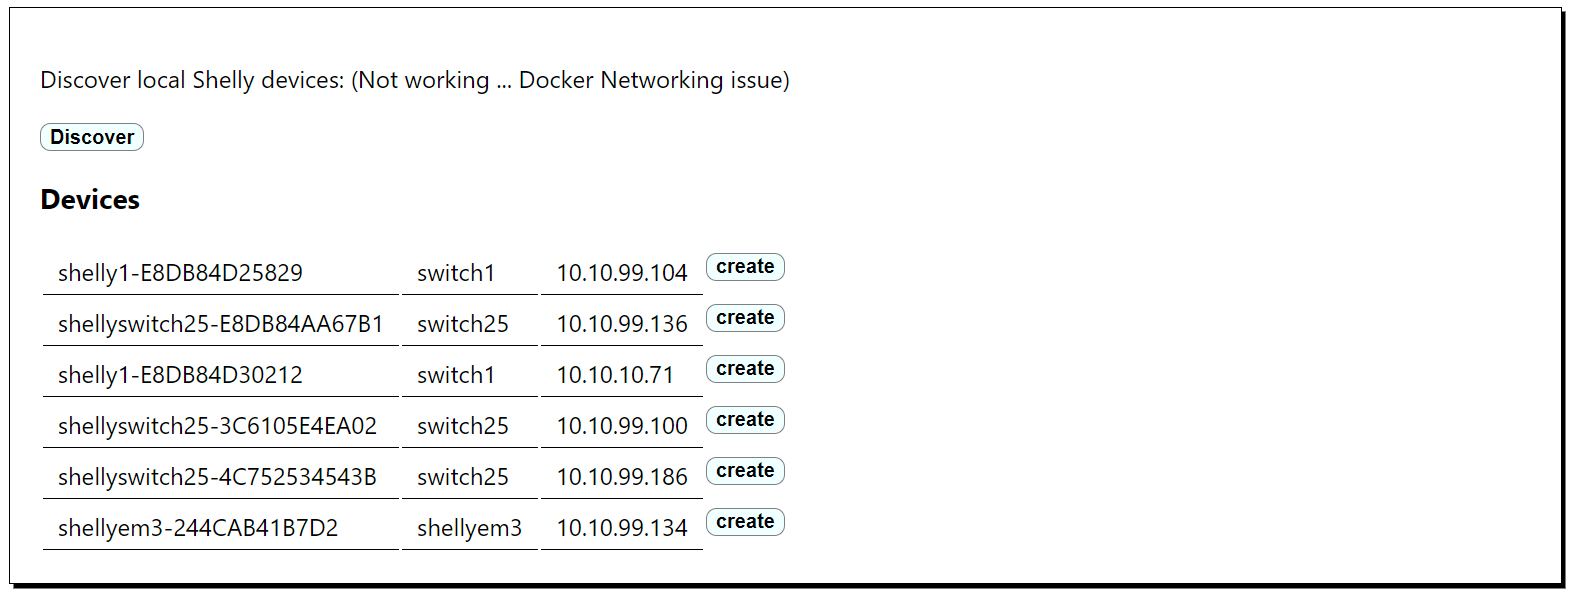 Discover local Shelly devices: (Not working ... Docker Networking issue)
Discover
Devices
shelly1-E8DB84D25829 switch1 10.10.99.104 create
shellyswitch25-E8DB84AA67B1 switch25 10.10.99.136 create
shelly1-E8DB84D30212 switch1 10.10.10.71 create
shellyswitch25-3C6105E4EA02 switch25 10.10.99.100 create
shellyswitch25-4C752534543B switch25 10.10.99.186 create
shellyem3-244CAB41B7D2 shellyem3 10.10.99.134 create